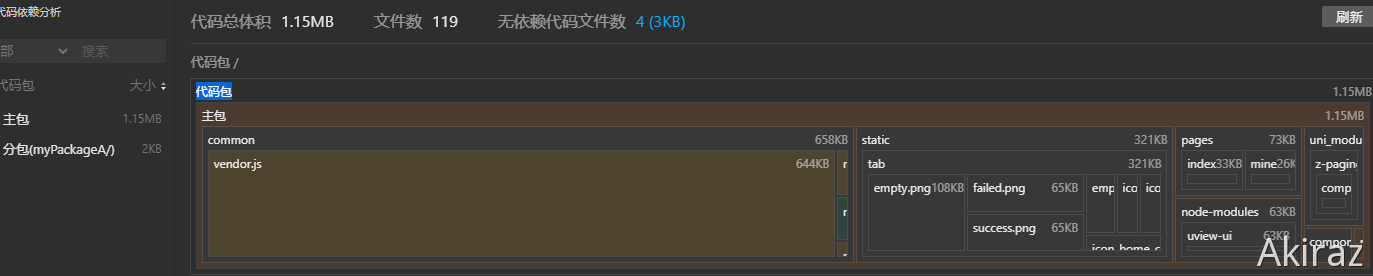 代码依赖分析
代码总体积 1.15MB 文件数 119 无依赖代码文件数 4 (3KB)
刷新
部 搜索
代码包 /
代码包 大小
代码包 1.15MB
主包 1.15MB
主包 1.15MB
分包(myPackageA/) 2KB
common 658KB
vendor.js 644KB
static 321KB
tab 321KB
empty.png 108KB
failed.png 65KB
success.png 65KB
emp
ico
ico
icon_home_c
pages 73KB
index 33KB
mine 26K
node-modules 63KB
uview-ui 63KB
uni_modu
z-paging
comp
compor
Akiraz